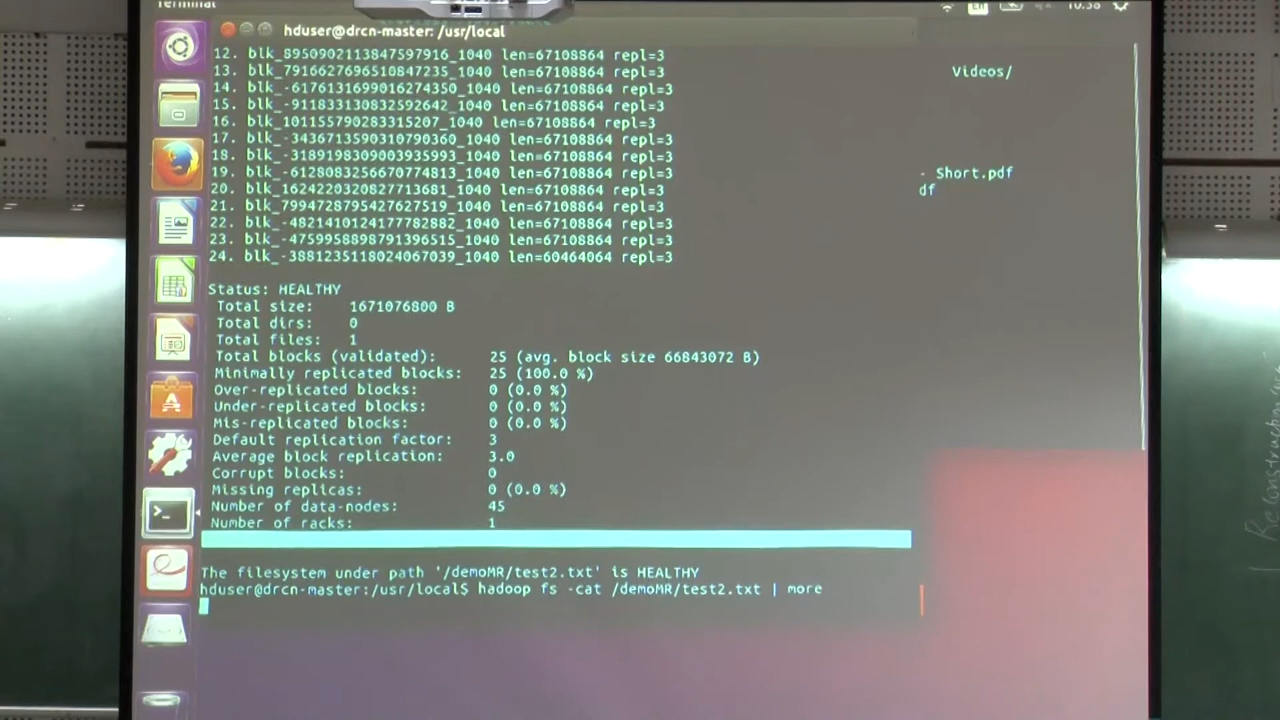 Terminal
En
10:38
hduser@drcn-master: /usr/local
12. blk_8950902113847597916_1040 len=67108864 repl=3
13. blk_7916627696510847235_1040 len=67108864 repl=3
14. blk_-6176131699016274350_1040 len=67108864 repl=3
15. blk_-911833130832592642_1040 len=67108864 repl=3
16. blk_101155790283315207_1040 len=67108864 repl=3
17. blk_-3436713590310790360_1040 len=67108864 repl=3
18. blk_-3189198309003935993_1040 len=67108864 repl=3
19. blk_-6128083256670774813_1040 len=67108864 repl=3
20. blk_1624220320827713681_1040 len=67108864 repl=3
21. blk_7994728795427627519_1040 len=67108864 repl=3
22. blk_-4821410124177782882_1040 len=67108864 repl=3
23. blk_-4759958898791396515_1040 len=67108864 repl=3
24. blk_-3881235118024067039_1040 len=60464064 repl=3
Status: HEALTHY
Total size: 1671076800 B
Total dirs: 0
Total files: 1
Total blocks (validated): 25 (avg. block size 66843072 B)
Minimally replicated blocks: 25 (100.0 %)
Over-replicated blocks: 0 (0.0 %)
Under-replicated blocks: 0 (0.0 %)
Mis-replicated blocks: 0 (0.0 %)
Default replication factor: 3
Average block replication: 3.0
Corrupt blocks: 0
Missing replicas: 0 (0.0 %)
Number of data-nodes: 45
Number of racks: 1
The filesystem under path '/demoMR/test2.txt' is HEALTHY
hduser@drcn-master:/usr/local$ hadoop fs -cat /demoMR/test2.txt | more
Videos/
- Short.pdf
df